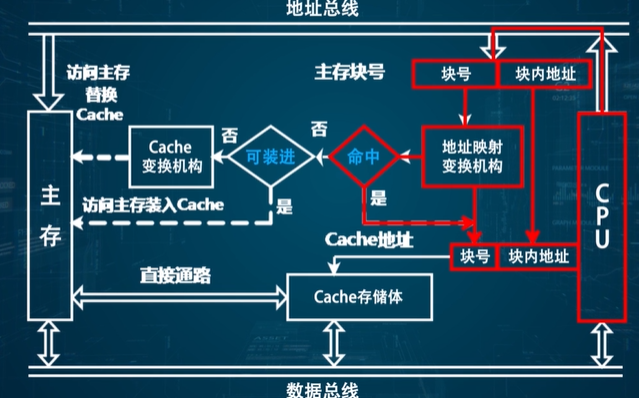 地址总线
访问主存
替换
Cache
主存块号
块号
块内地址
Cache
变换机构
否
可装进
否
命中
地址映射
变换机构
主
存
CPU
是
是
访问主存装入Cache
Cache地址
块号
块内地址
直接通路
Cache存储体
数据总线